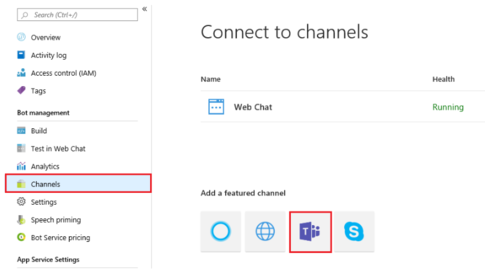 Search (Ctrl+/)
«
Overview
Activity log
Access control (IAM)
Tags
Bot management
Build
Test in Web Chat
Analytics
Channels
Settings
Speech priming
Bot Service pricing
App Service Settings
Connect to channels
Name Health
Web Chat Running
Add a featured channel